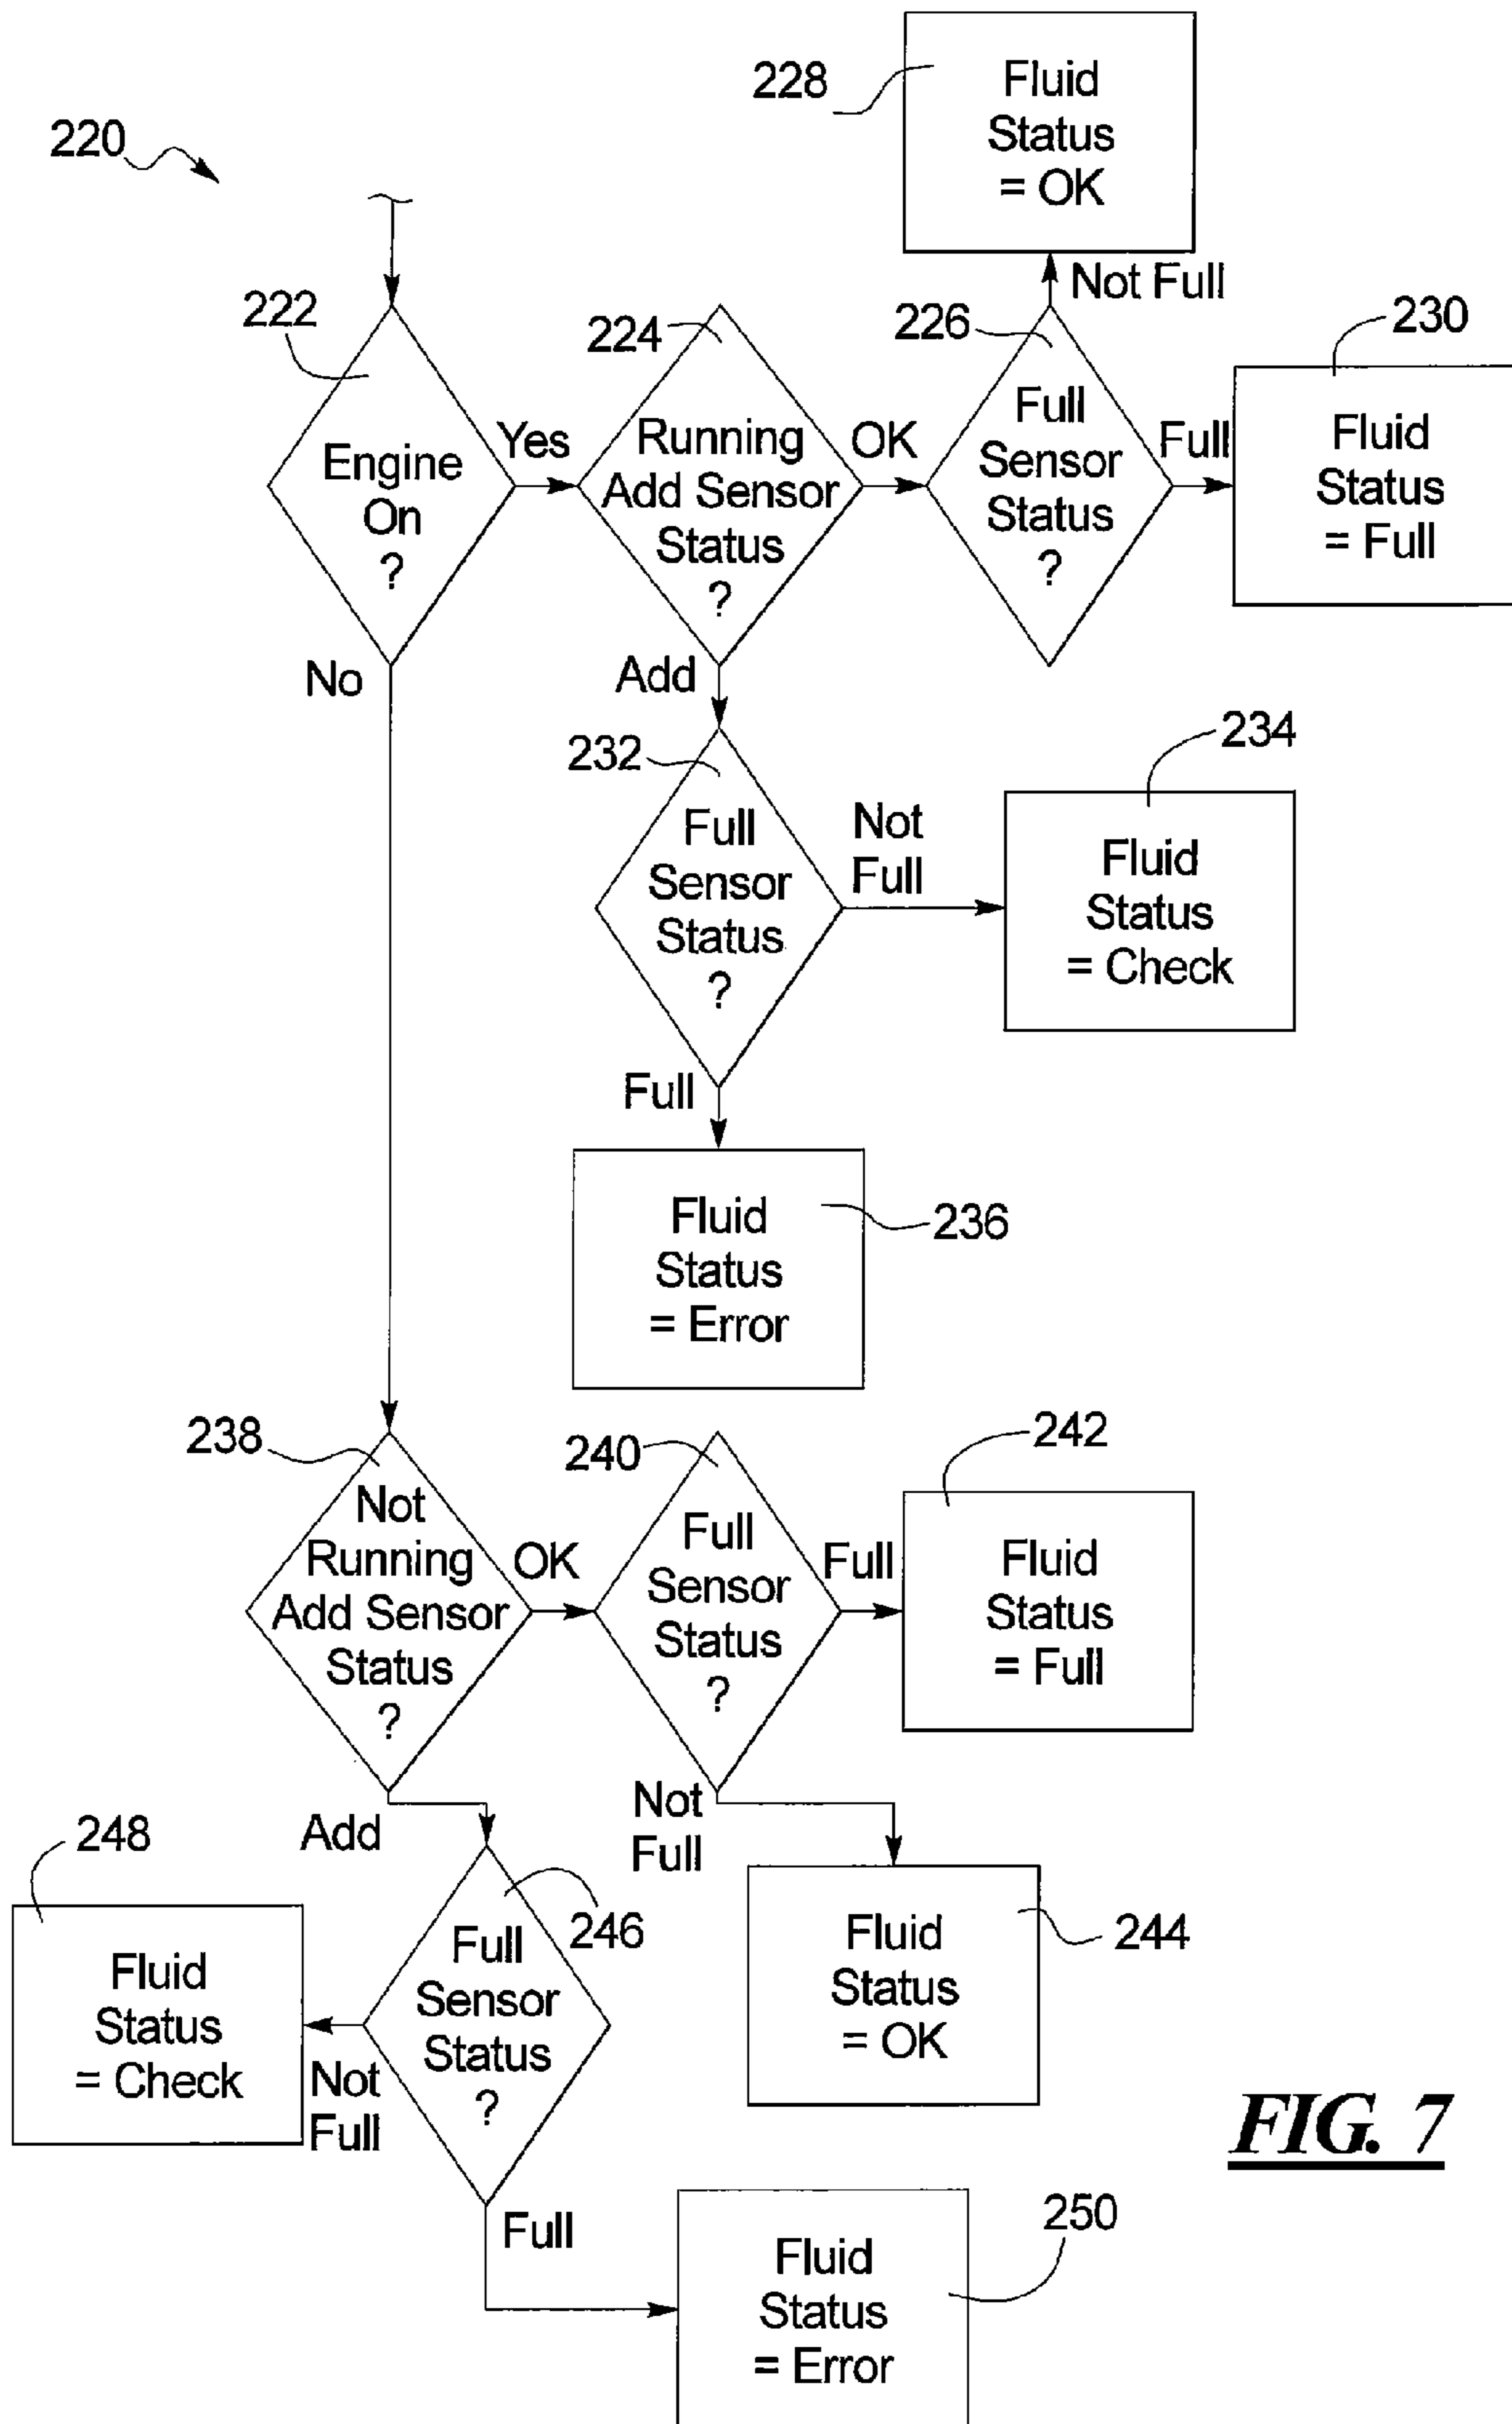 228
Fluid
Status
= OK
220
Not Full
222
224
226
230
Engine
On
?
Yes
Running
Add Sensor
Status
?
OK
Full
Sensor
Status
?
Full
Fluid
Status
= Full
No
Add
232
234
Full
Sensor
Status
?
Not
Full
Fluid
Status
= Check
Full
Fluid
Status
= Error
236
238
240
242
Not
Running
Add Sensor
Status
?
OK
Full
Sensor
Status
?
Full
Fluid
Status
= Full
Add
Not
Full
248
246
244
Fluid
Status
= Check
Full
Sensor
Status
?
Fluid
Status
= OK
Not
Full
FIG. 7
Full
250
Fluid
Status
= Error